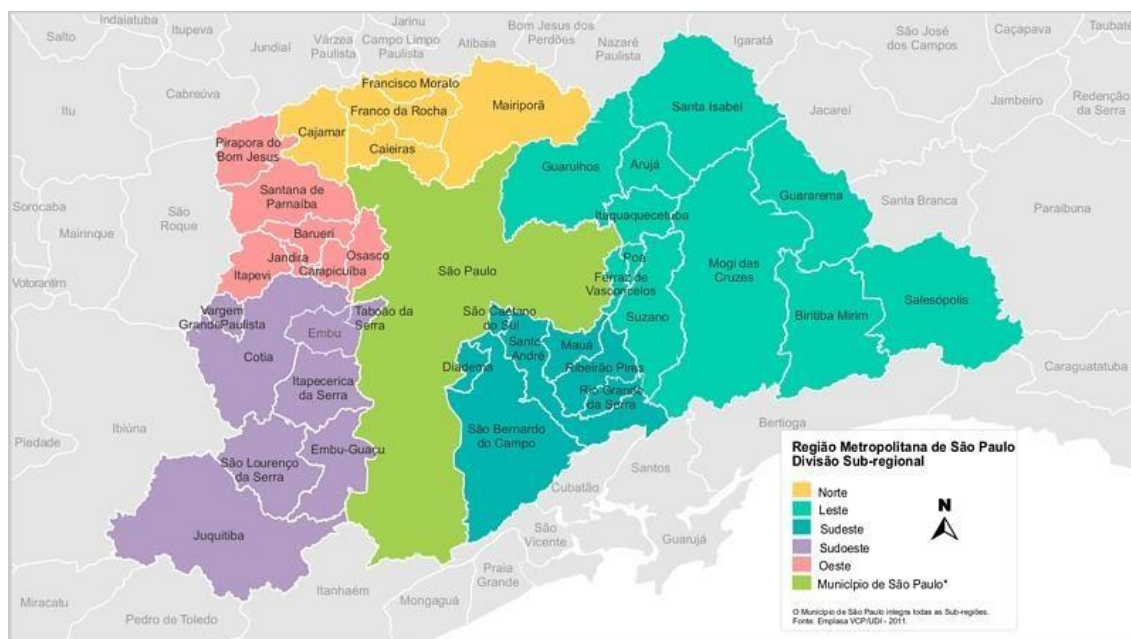 Indaiatuba
Salto
Itupeva
Jundiaí
Jarinu
Várzea
Paulista
Campo Limpo
Paulista
Atibaia
Bom Jesus dos
Perdões
Nazaré
Paulista
Igaratá
São José
dos Campos
Caçapava
Taubaté
Itu
Cabreúva
Francisco Morato
Franco da Rocha
Mairiporã
Cajamar
Caieiras
Santa Isabel
Jacareí
Jambeiro
Redenção
da Serra
Pirapora do
Bom Jesus
Guarulhos
Arujá
Santana de
Parnaíba
Guararema
Santa Branca
Paraibuna
Sorocaba
Mairinque
São
Roque
Itaquaquecetuba
Barueri
Jandira
Osasco
Carapicuíba
Itapevi
São Paulo
Poá
Ferraz de
Vasconcelos
Mogi das
Cruzes
Votorantim
Salesópolis
Vargem
Grande Paulista
Taboão da
Serra
Embu
São Caetano
do Sul
Suzano
Biritiba Mirim
Cotia
Santo
André
Mauá
Diadema
Ribeirão Pires
Itapecerica
da Serra
Rio Grande
da Serra
Caraguatatuba
Piedade
Ibiúna
São Bernardo
do Campo
Bertioga
Embu-Guaçu
São Lourenço
da Serra
Santos
Cubatão
Juquitiba
São
Vicente
Guarujá
Praia
Grande
Itanhaém
Mongaguá
Miracatu
Pedro de Toledo
Região Metropolitana de São Paulo
Divisão Sub-regional
Norte
Leste
Sudeste
Sudoeste
Oeste
Município de São Paulo*
N
O Município de São Paulo integra todas as Sub-regiões.
Fonte: Emplasa VCP/UDI - 2011.